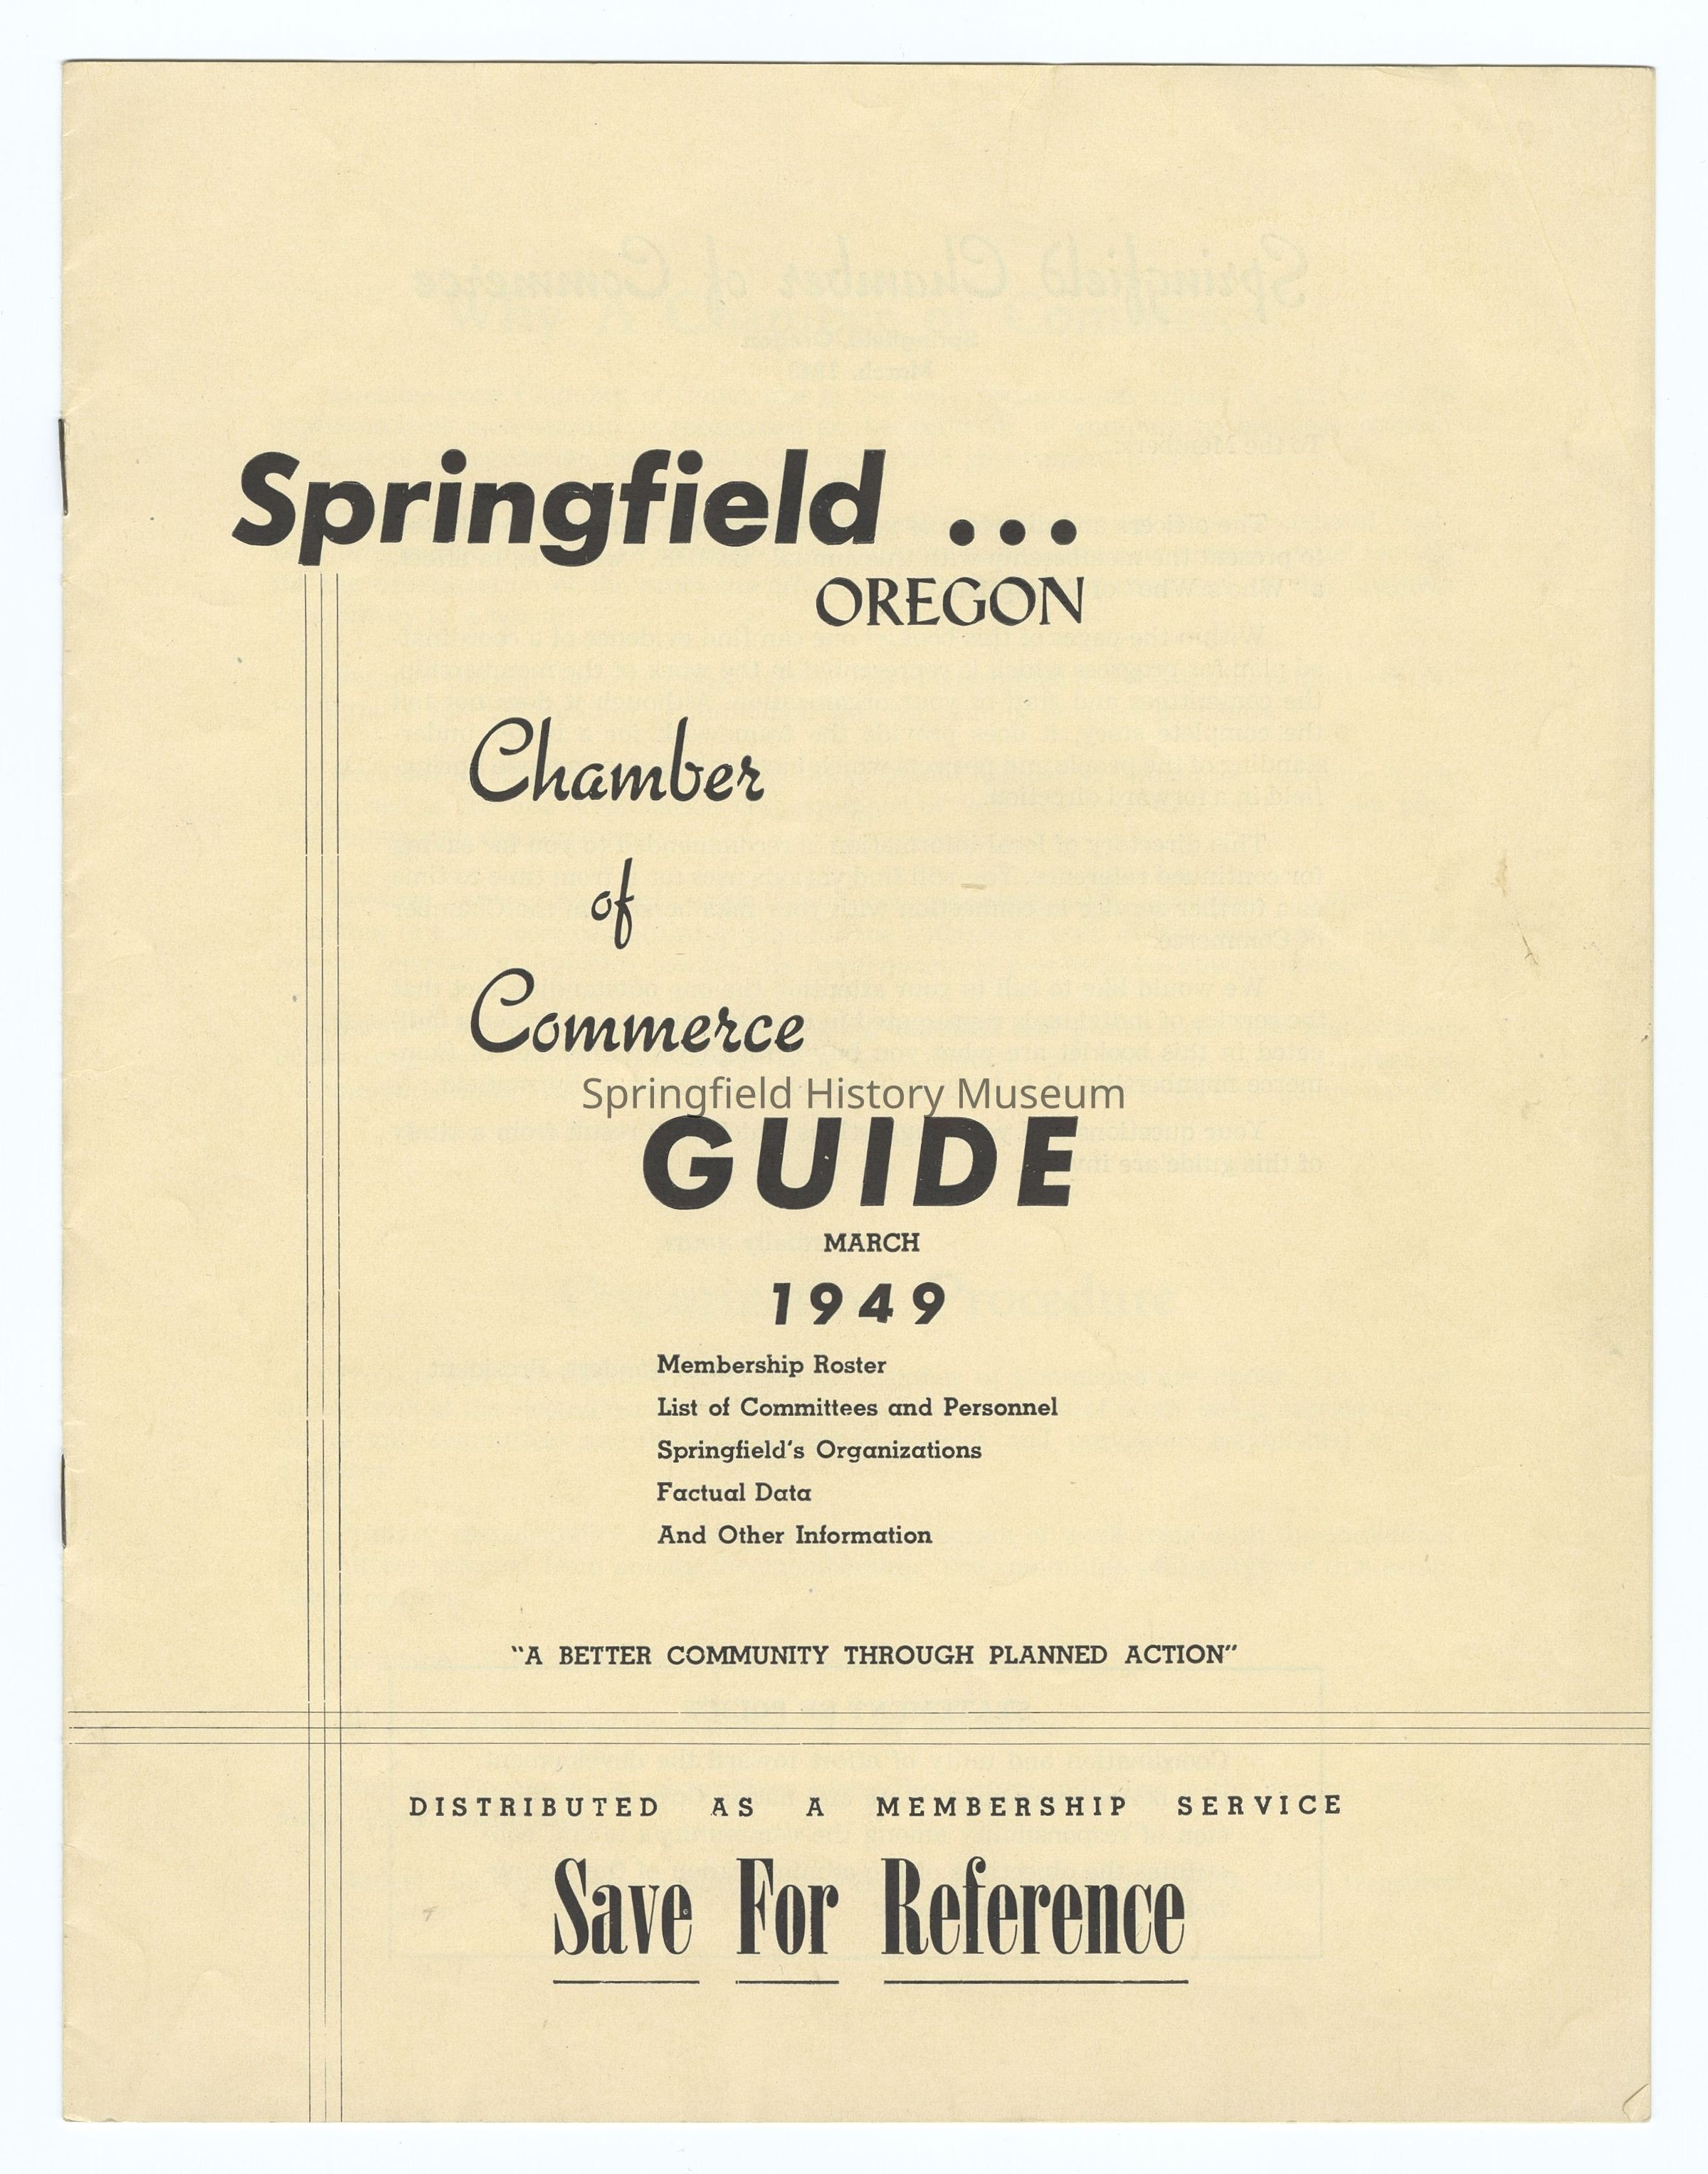 Springfield ...
OREGON
Chamber
of
Commerce
Springfield History Museum
GUIDE
MARCH
1949
Membership Roster
List of Committees and Personnel
Springfield's Organizations
Factual Data
And Other Information
"A BETTER COMMUNITY THROUGH PLANNED ACTION"
DISTRIBUTED AS A MEMBERSHIP SERVICE
Save For Reference